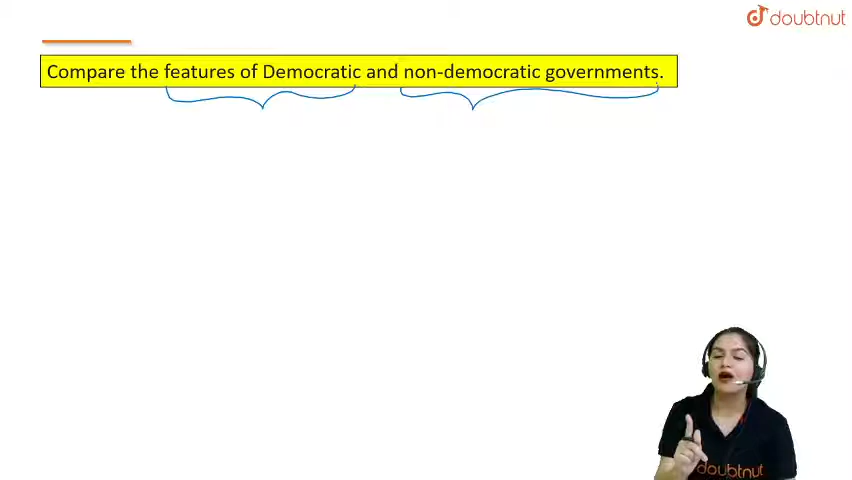 doubtnut
Compare the features of Democratic and non-democratic governments.
doubtnut